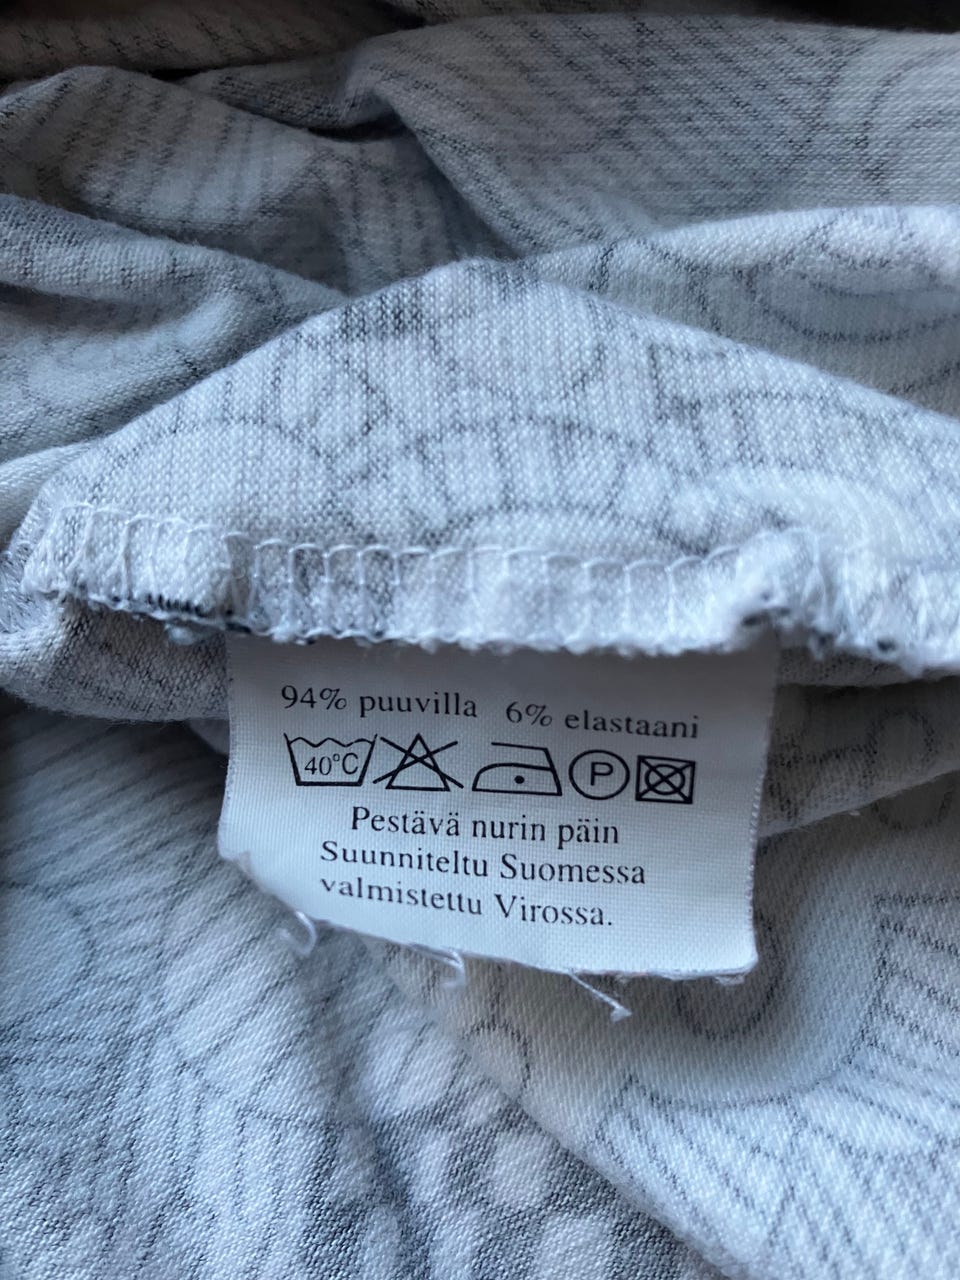 94% puuvilla 6% elastaani
40°C P
Pestävä nurin päin
Suunniteltu Suomessa
valmistettu Virossa.